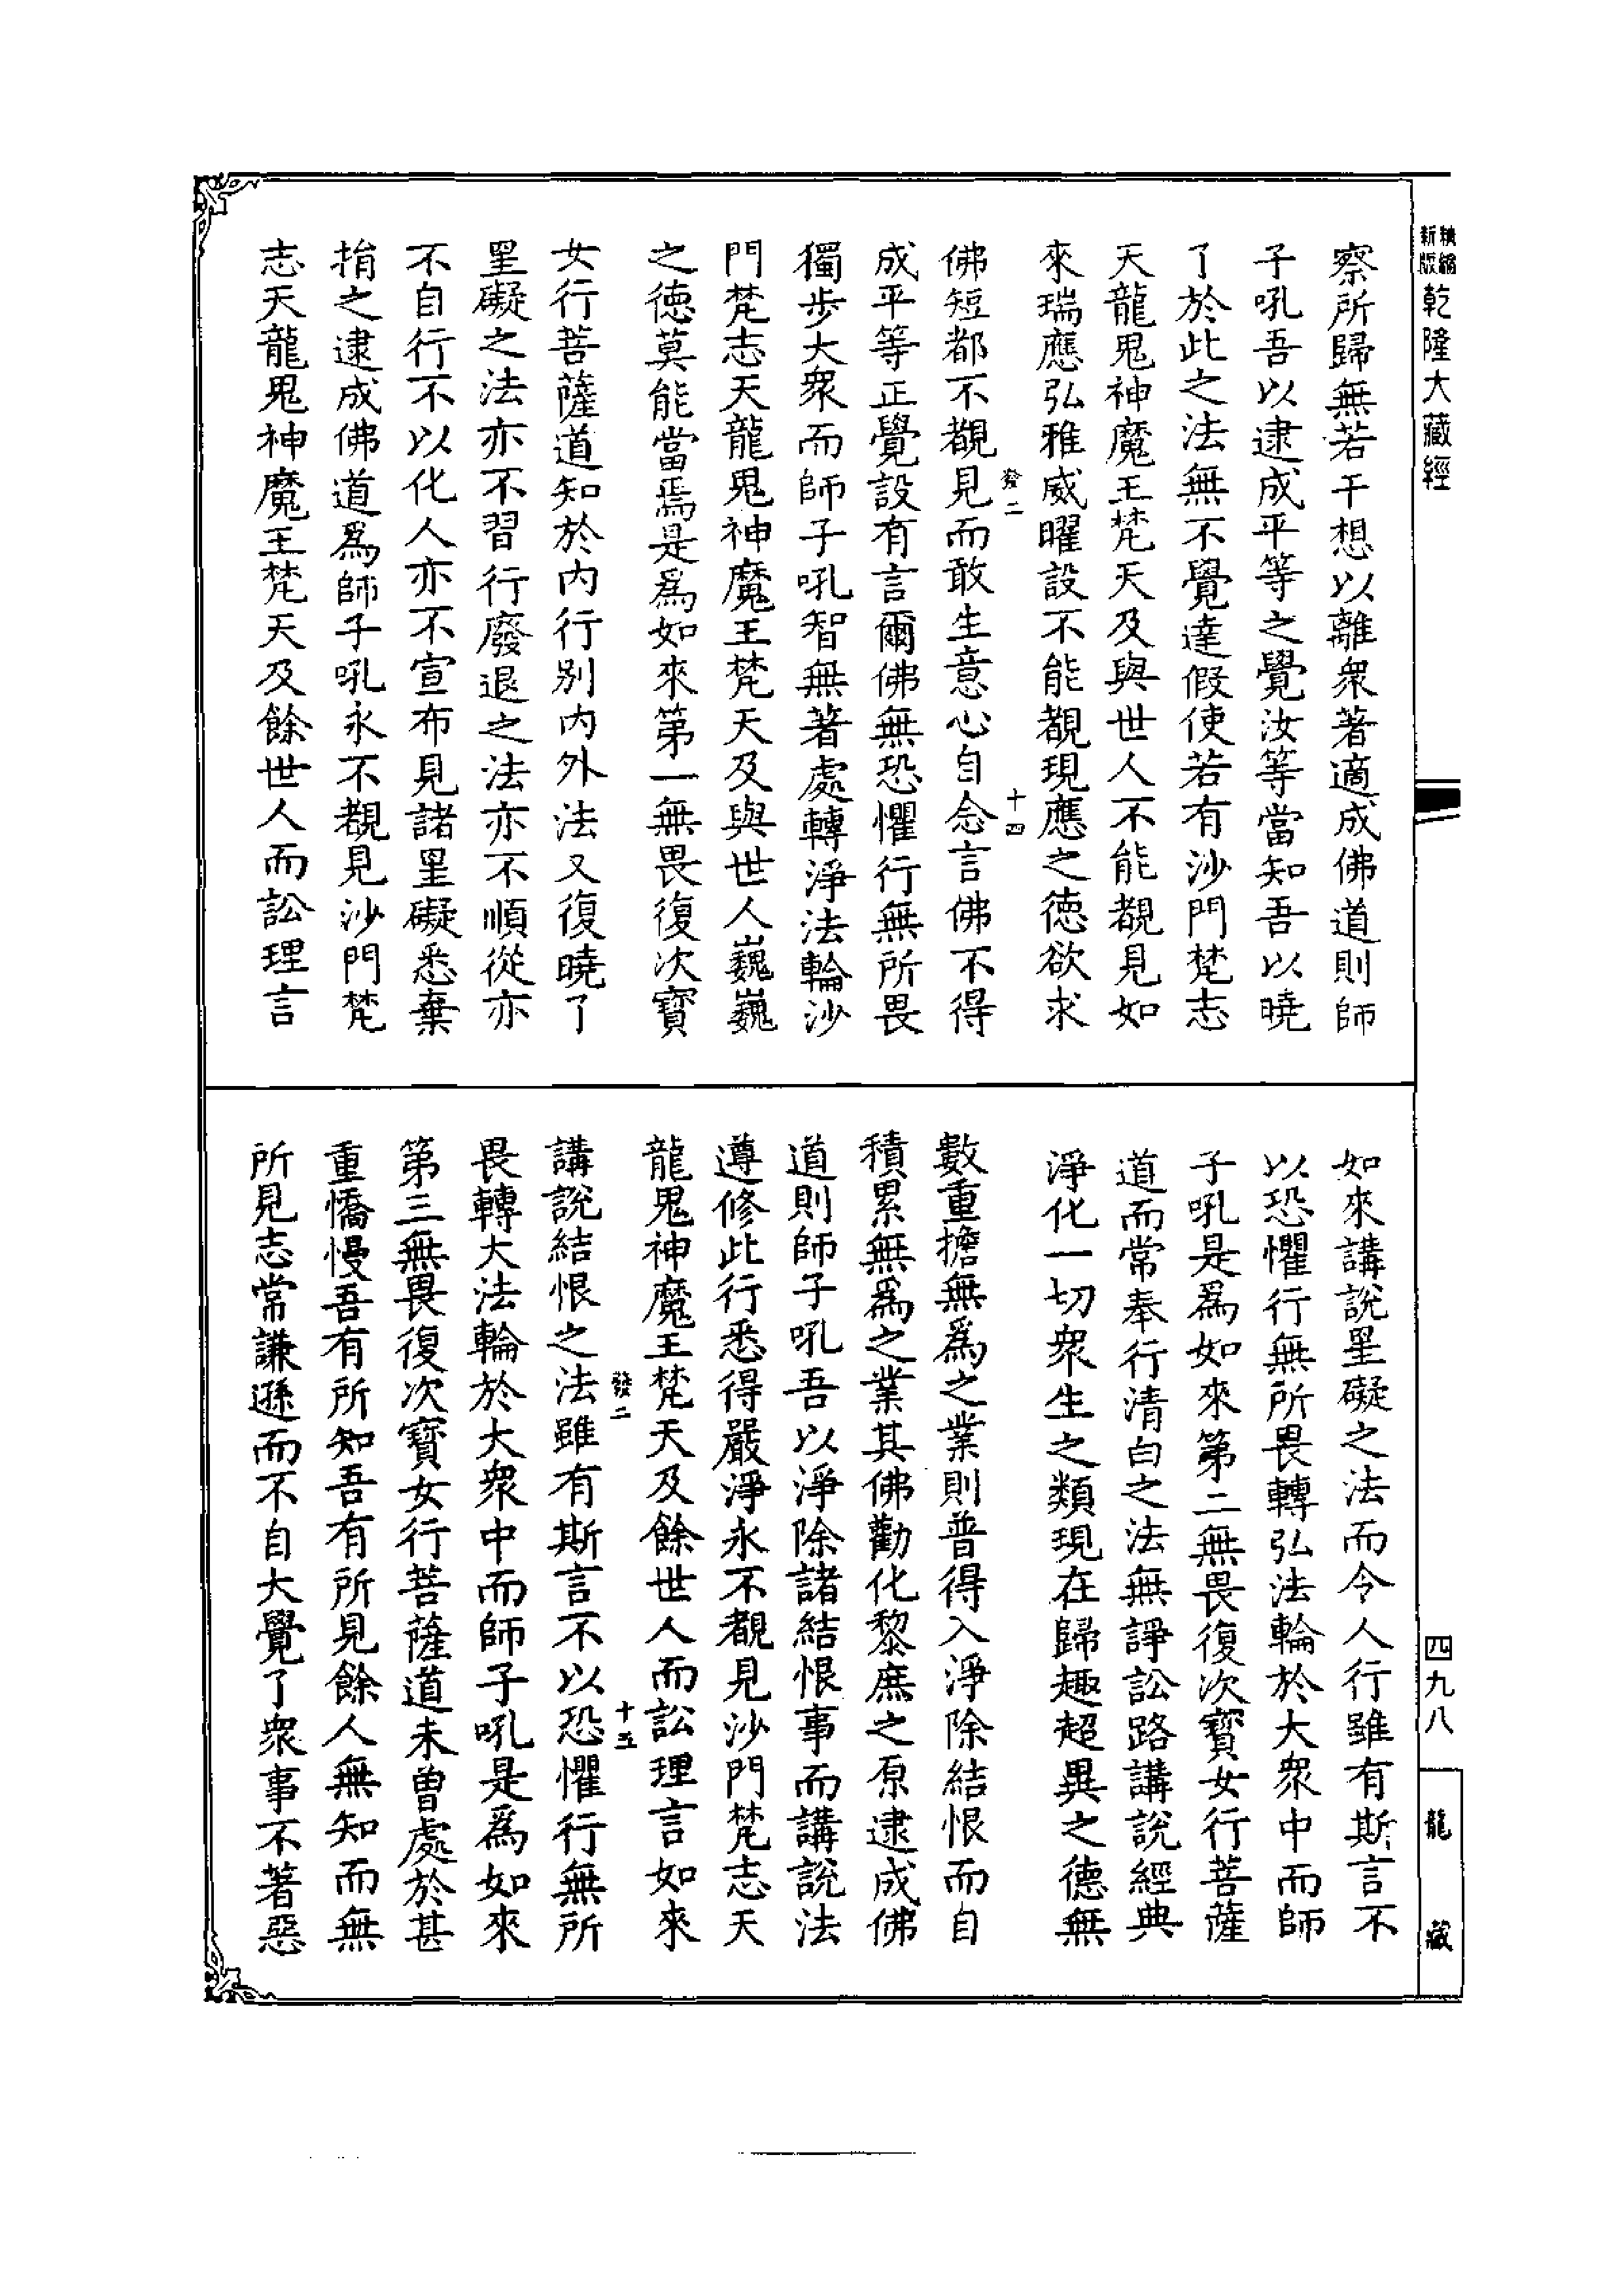 精縮新版乾隆大藏經
察所歸無若干想以離衆著適成佛道則師
子吼吾以逮成平等之覺汝等當知吾以曉
了於此之法無不覺達假使若有沙門梵志
天龍鬼神魔王梵天及與世人不能覩見如
來瑞應弘雅威曜設不能覩現應之德欲求
發二 十四
佛短都不覩見而敢生意心自念言佛不得
成平等正覺設有言爾佛無恐懼行無所畏
獨步大衆而師子吼智無著處轉淨法輪沙
門梵志天龍鬼神魔王梵天及與世人巍巍
之德莫能當焉是爲如來第一無畏復次寶
女行菩薩道知於內行別內外法又復曉了
罣礙之法亦不習行廢退之法亦不順從亦
不自行不以化人亦不宣布見諸罣礙悉棄
捐之逮成佛道爲師子吼永不覩見沙門梵
志天龍鬼神魔王梵天及餘世人而訟理言
如來講說罣礙之法而令人行雖有斯言不
以恐懼行無所畏轉弘法輪於大衆中而師
子吼是爲如來第二無畏復次寶女行菩薩
道而常奉行清白之法無諍訟路講說經典
淨化一切衆生之類現在歸趣超異之德無
數重擔無爲之業則普得入淨除結恨而自
積累無爲之業其佛勸化黎庶之原逮成佛
道則師子吼吾以淨除諸結恨事而講說法
遵修此行悉得嚴淨永不覩見沙門梵志天
龍鬼神魔王梵天及餘世人而訟理言如來
發二 十五
講說結恨之法雖有斯言不以恐懼行無所
畏轉大法輪於大衆中而師子吼是爲如來
第三無畏復次寶女行菩薩道未曾處於甚
重憍慢吾有所知吾有所見餘人無知而無
所見志常謙遜而不自大覺了衆事不著惡
四九八
龍藏